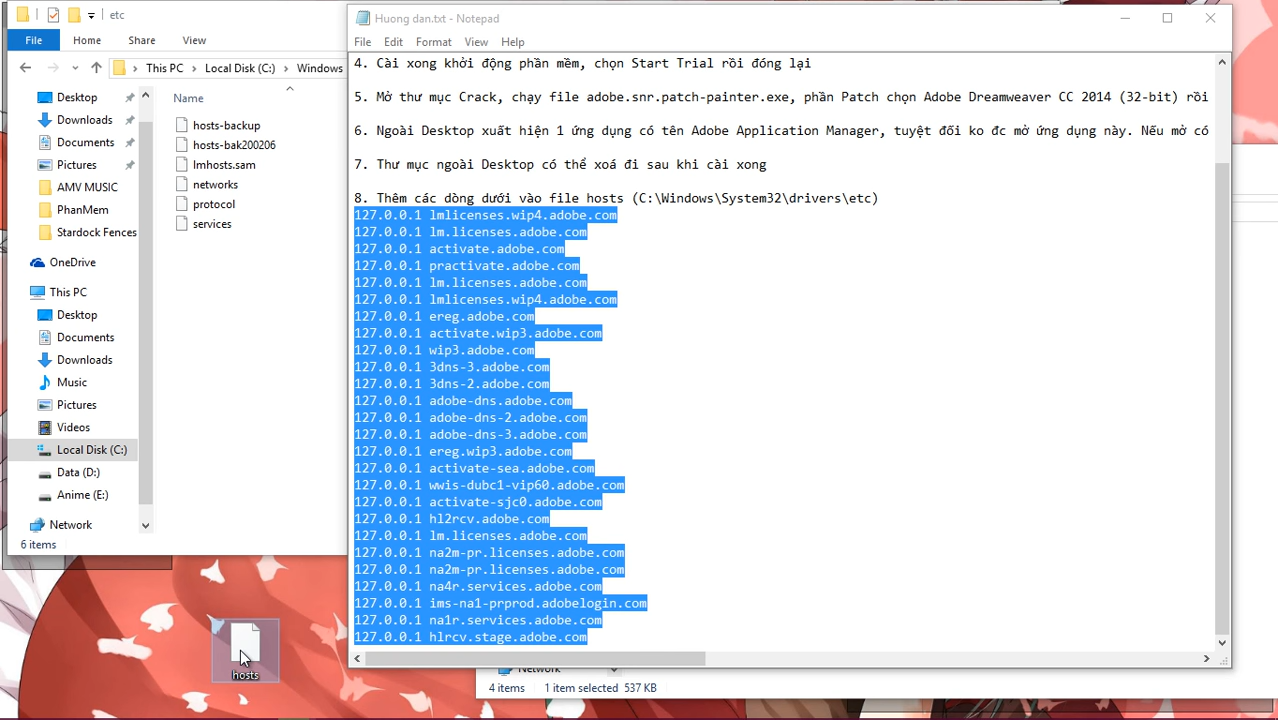 etc
File Home Share View
This PC > Local Disk (C:) > Windows
Desktop
Downloads
Documents
Pictures
AMV MUSIC
PhanMem
Stardock Fences
OneDrive
This PC
Desktop
Documents
Downloads
Music
Pictures
Videos
Local Disk (C:)
Data (D:)
Anime (E:)
Network
Name
hosts-backup
hosts-bak200206
lmhosts.sam
networks
protocol
services
6 items
Huong dan.txt - Notepad
File Edit Format View Help
4. Cài xong khởi động phần mềm, chọn Start Trial rồi đóng lại
5. Mở thư mục Crack, chạy file adobe.snr.patch-painter.exe, phần Patch chọn Adobe Dreamweaver CC 2014 (32-bit) rồi
6. Ngoài Desktop xuất hiện 1 ứng dụng có tên Adobe Application Manager, tuyệt đối ko đc mở ứng dụng này. Nếu mở có
7. Thư mục ngoài Desktop có thể xoá đi sau khi cài xong
8. Thêm các dòng dưới vào file hosts (C:\Windows\System32\drivers\etc)
127.0.0.1 lmlicenses.wip4.adobe.com
127.0.0.1 lm.licenses.adobe.com
127.0.0.1 activate.adobe.com
127.0.0.1 practivate.adobe.com
127.0.0.1 lm.licenses.adobe.com
127.0.0.1 lmlicenses.wip4.adobe.com
127.0.0.1 ereg.adobe.com
127.0.0.1 activate.wip3.adobe.com
127.0.0.1 wip3.adobe.com
127.0.0.1 3dns-3.adobe.com
127.0.0.1 3dns-2.adobe.com
127.0.0.1 adobe-dns.adobe.com
127.0.0.1 adobe-dns-2.adobe.com
127.0.0.1 adobe-dns-3.adobe.com
127.0.0.1 ereg.wip3.adobe.com
127.0.0.1 activate-sea.adobe.com
127.0.0.1 wwis-dubc1-vip60.adobe.com
127.0.0.1 activate-sjc0.adobe.com
127.0.0.1 hl2rcv.adobe.com
127.0.0.1 lm.licenses.adobe.com
127.0.0.1 na2m-pr.licenses.adobe.com
127.0.0.1 na2m-pr.licenses.adobe.com
127.0.0.1 na4r.services.adobe.com
127.0.0.1 ims-na1-prprod.adobelogin.com
127.0.0.1 na1r.services.adobe.com
127.0.0.1 hlrcv.stage.adobe.com
hosts
Network
4 items 1 item selected 537 KB